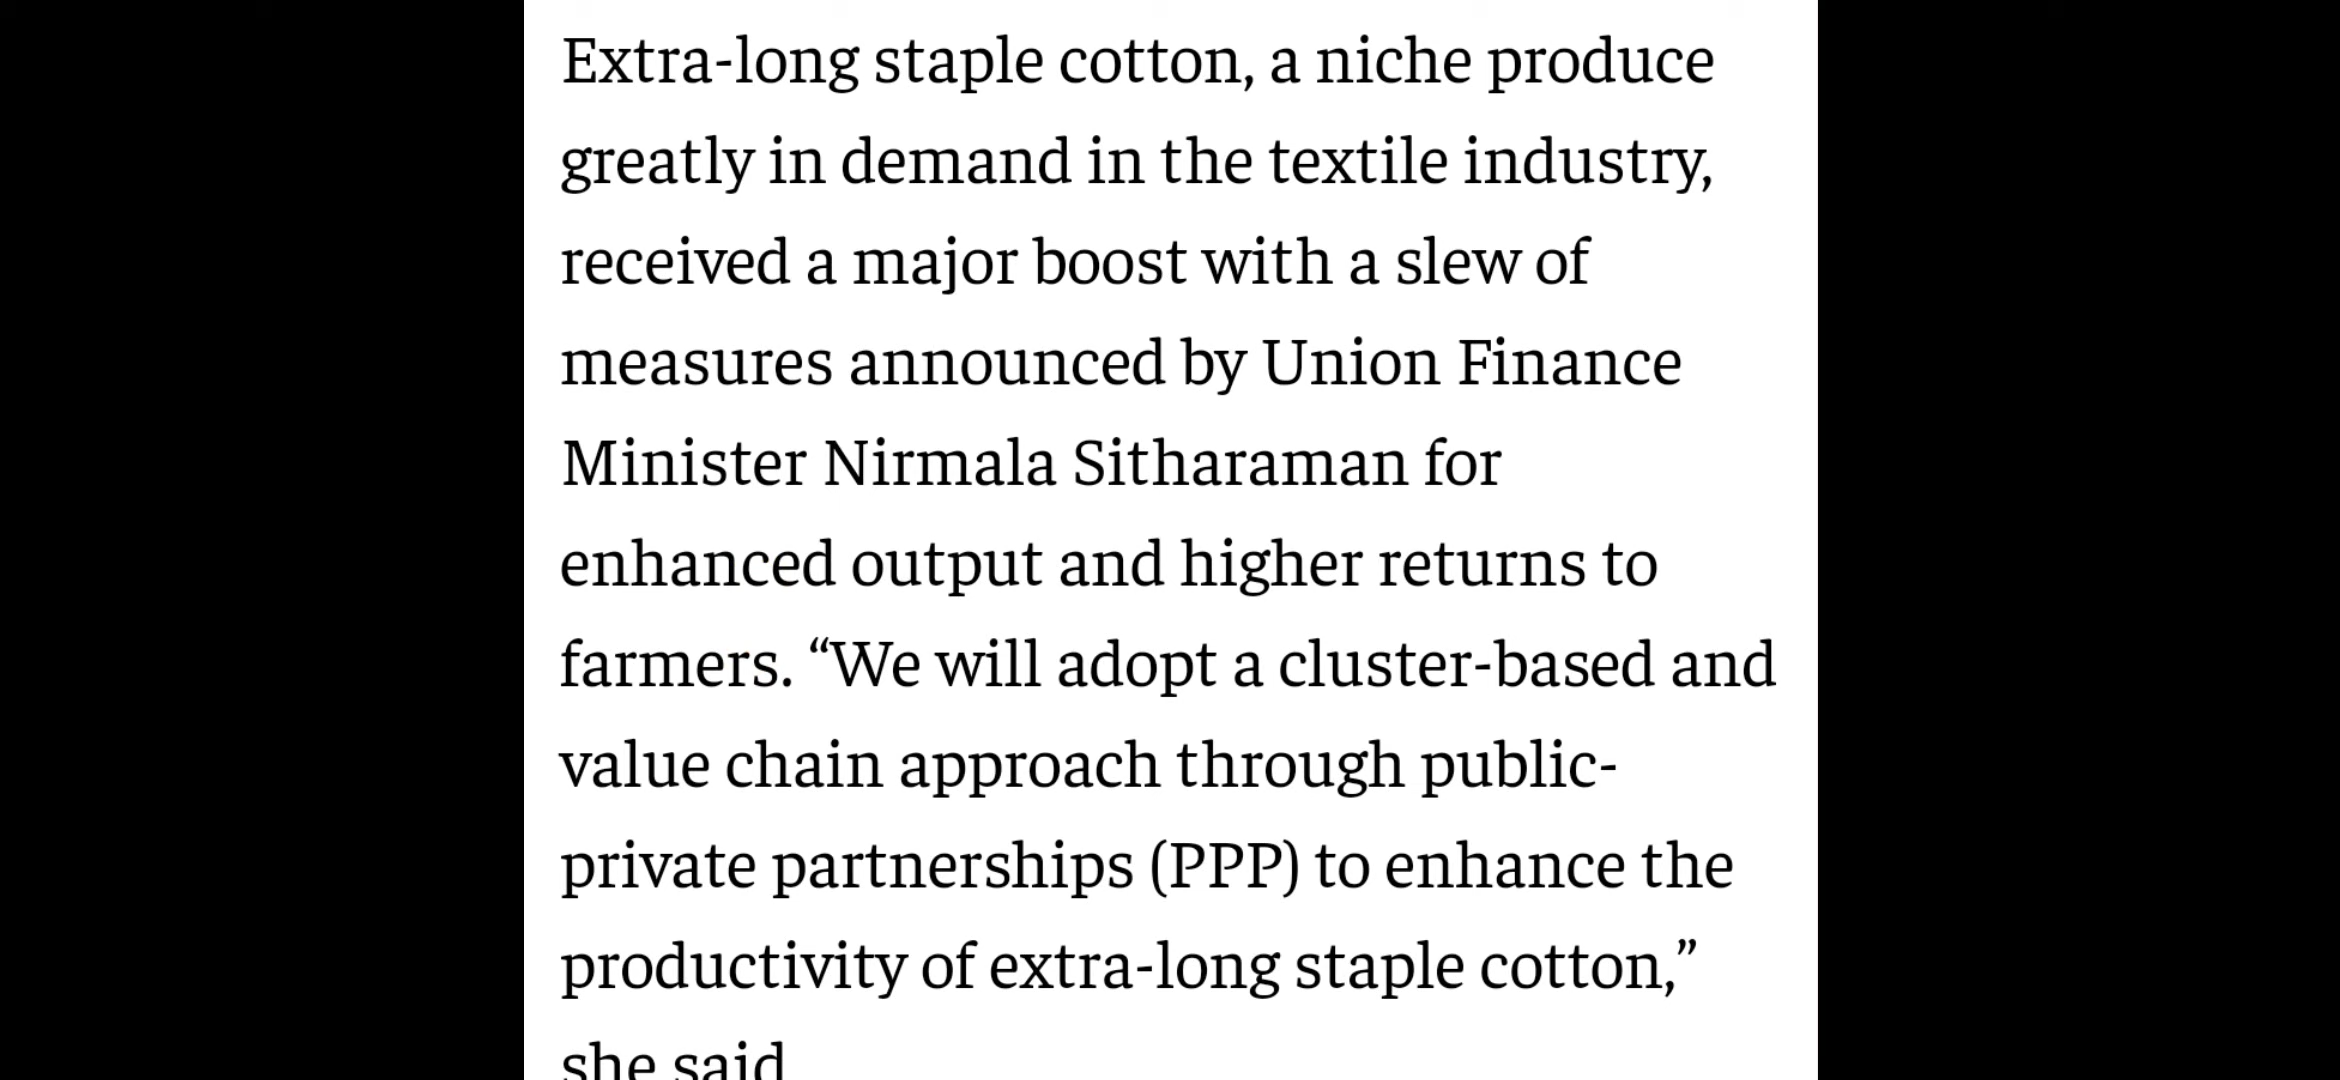 Extra-long staple cotton, a niche produce
greatly in demand in the textile industry,
received a major boost with a slew of
measures announced by Union Finance
Minister Nirmala Sitharaman for
enhanced output and higher returns to
farmers. “We will adopt a cluster-based and
value chain approach through public-
private partnerships (PPP) to enhance the
productivity of extra-long staple cotton,”
she said